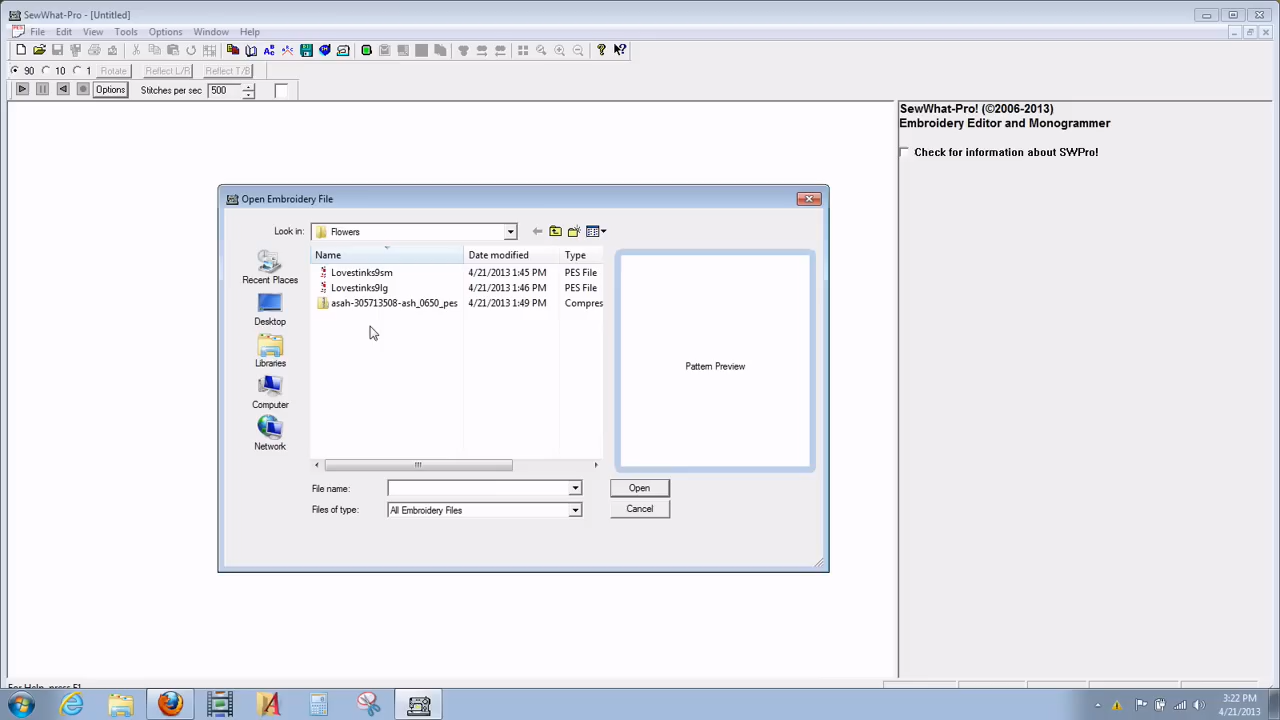 SewWhat-Pro - [Untitled]
PES File Edit View Tools Options Window Help
90 10 1 Rotate Reflect L/R Reflect T/B
Options Stitches per sec 500
SewWhat-Pro! (©2006-2013)
Embroidery Editor and Monogrammer
Check for information about SWPro!
Open Embroidery File
Look in: Flowers
Name Date modified Type
Recent Places
Desktop
Libraries
Computer
Network
Lovestinks9sm 4/21/2013 1:45 PM PES File
Lovestinks9lg 4/21/2013 1:46 PM PES File
asah-305713508-ash_0650_pes 4/21/2013 1:49 PM Compres
Pattern Preview
File name: Open
Files of type: All Embroidery Files Cancel
For Help, press F1
3:22 PM
4/21/2013